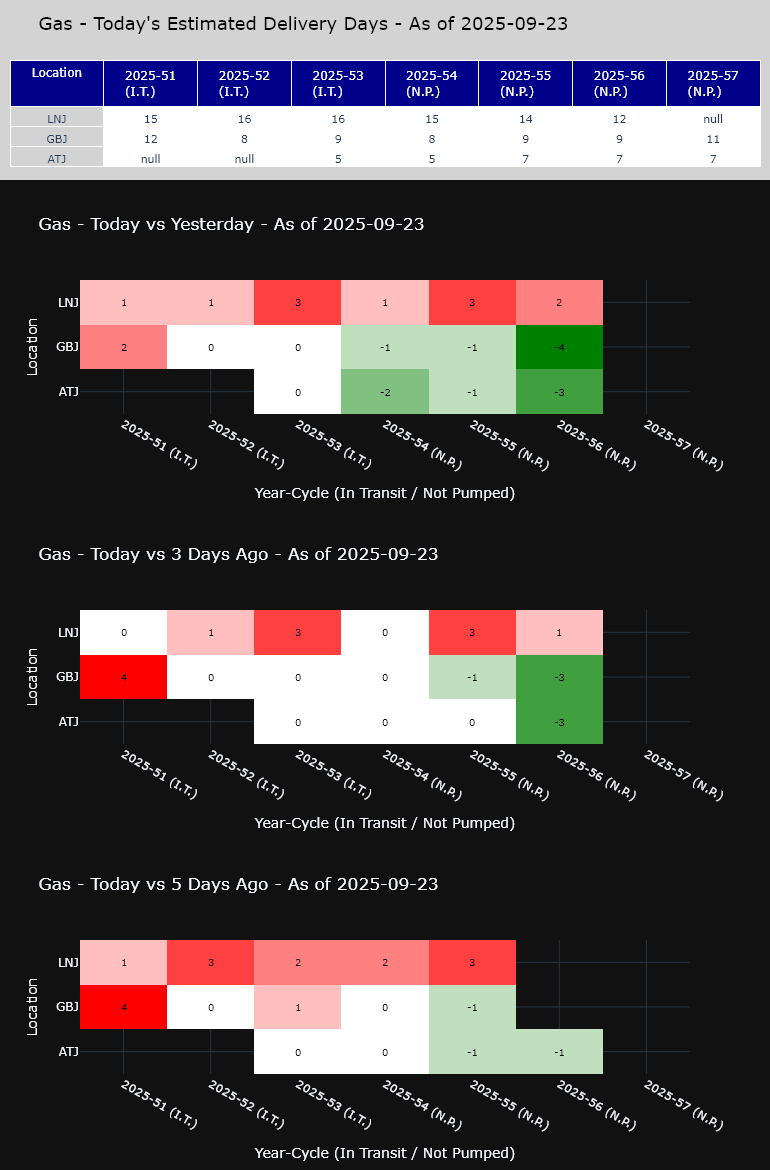 Gas - Today's Estimated Delivery Days - As of 2025-09-23
Location 2025-51 (I.T.) 2025-52 (I.T.) 2025-53 (I.T.) 2025-54 (N.P.) 2025-55 (N.P.) 2025-56 (N.P.) 2025-57 (N.P.)
LNJ 15 16 16 15 14 12 null
GBJ 12 8 9 8 9 9 11
ATJ null null 5 5 7 7 7
Gas - Today vs Yesterday - As of 2025-09-23
Location
LNJ 1 1 3 1 3 2
GBJ 2 0 0 -1 -1 -4
ATJ 0 -2 -1 -3
2025-51 (I.T.) 2025-52 (I.T.) 2025-53 (I.T.) 2025-54 (N.P.) 2025-55 (N.P.) 2025-56 (N.P.) 2025-57 (N.P.)
Year-Cycle (In Transit / Not Pumped)
Gas - Today vs 3 Days Ago - As of 2025-09-23
Location
LNJ 0 1 3 0 3 1
GBJ 4 0 0 0 -1 -3
ATJ 0 0 0 -3
2025-51 (I.T.) 2025-52 (I.T.) 2025-53 (I.T.) 2025-54 (N.P.) 2025-55 (N.P.) 2025-56 (N.P.) 2025-57 (N.P.)
Year-Cycle (In Transit / Not Pumped)
Gas - Today vs 5 Days Ago - As of 2025-09-23
Location
LNJ 1 3 2 2 3
GBJ 4 0 1 0 -1
ATJ 0 0 -1 -1
2025-51 (I.T.) 2025-52 (I.T.) 2025-53 (I.T.) 2025-54 (N.P.) 2025-55 (N.P.) 2025-56 (N.P.) 2025-57 (N.P.)
Year-Cycle (In Transit / Not Pumped)